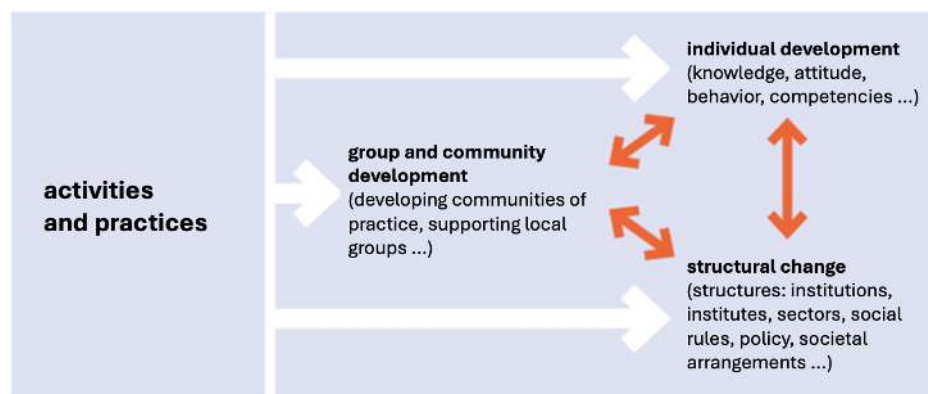 activities
and practices
group and community
development
(developing communities of
practice, supporting local
groups ...)
individual development
(knowledge, attitude,
behavior, competencies ...)
structural change
(structures: institutions,
institutes, sectors, social
rules, policy, societal
arrangements ...)